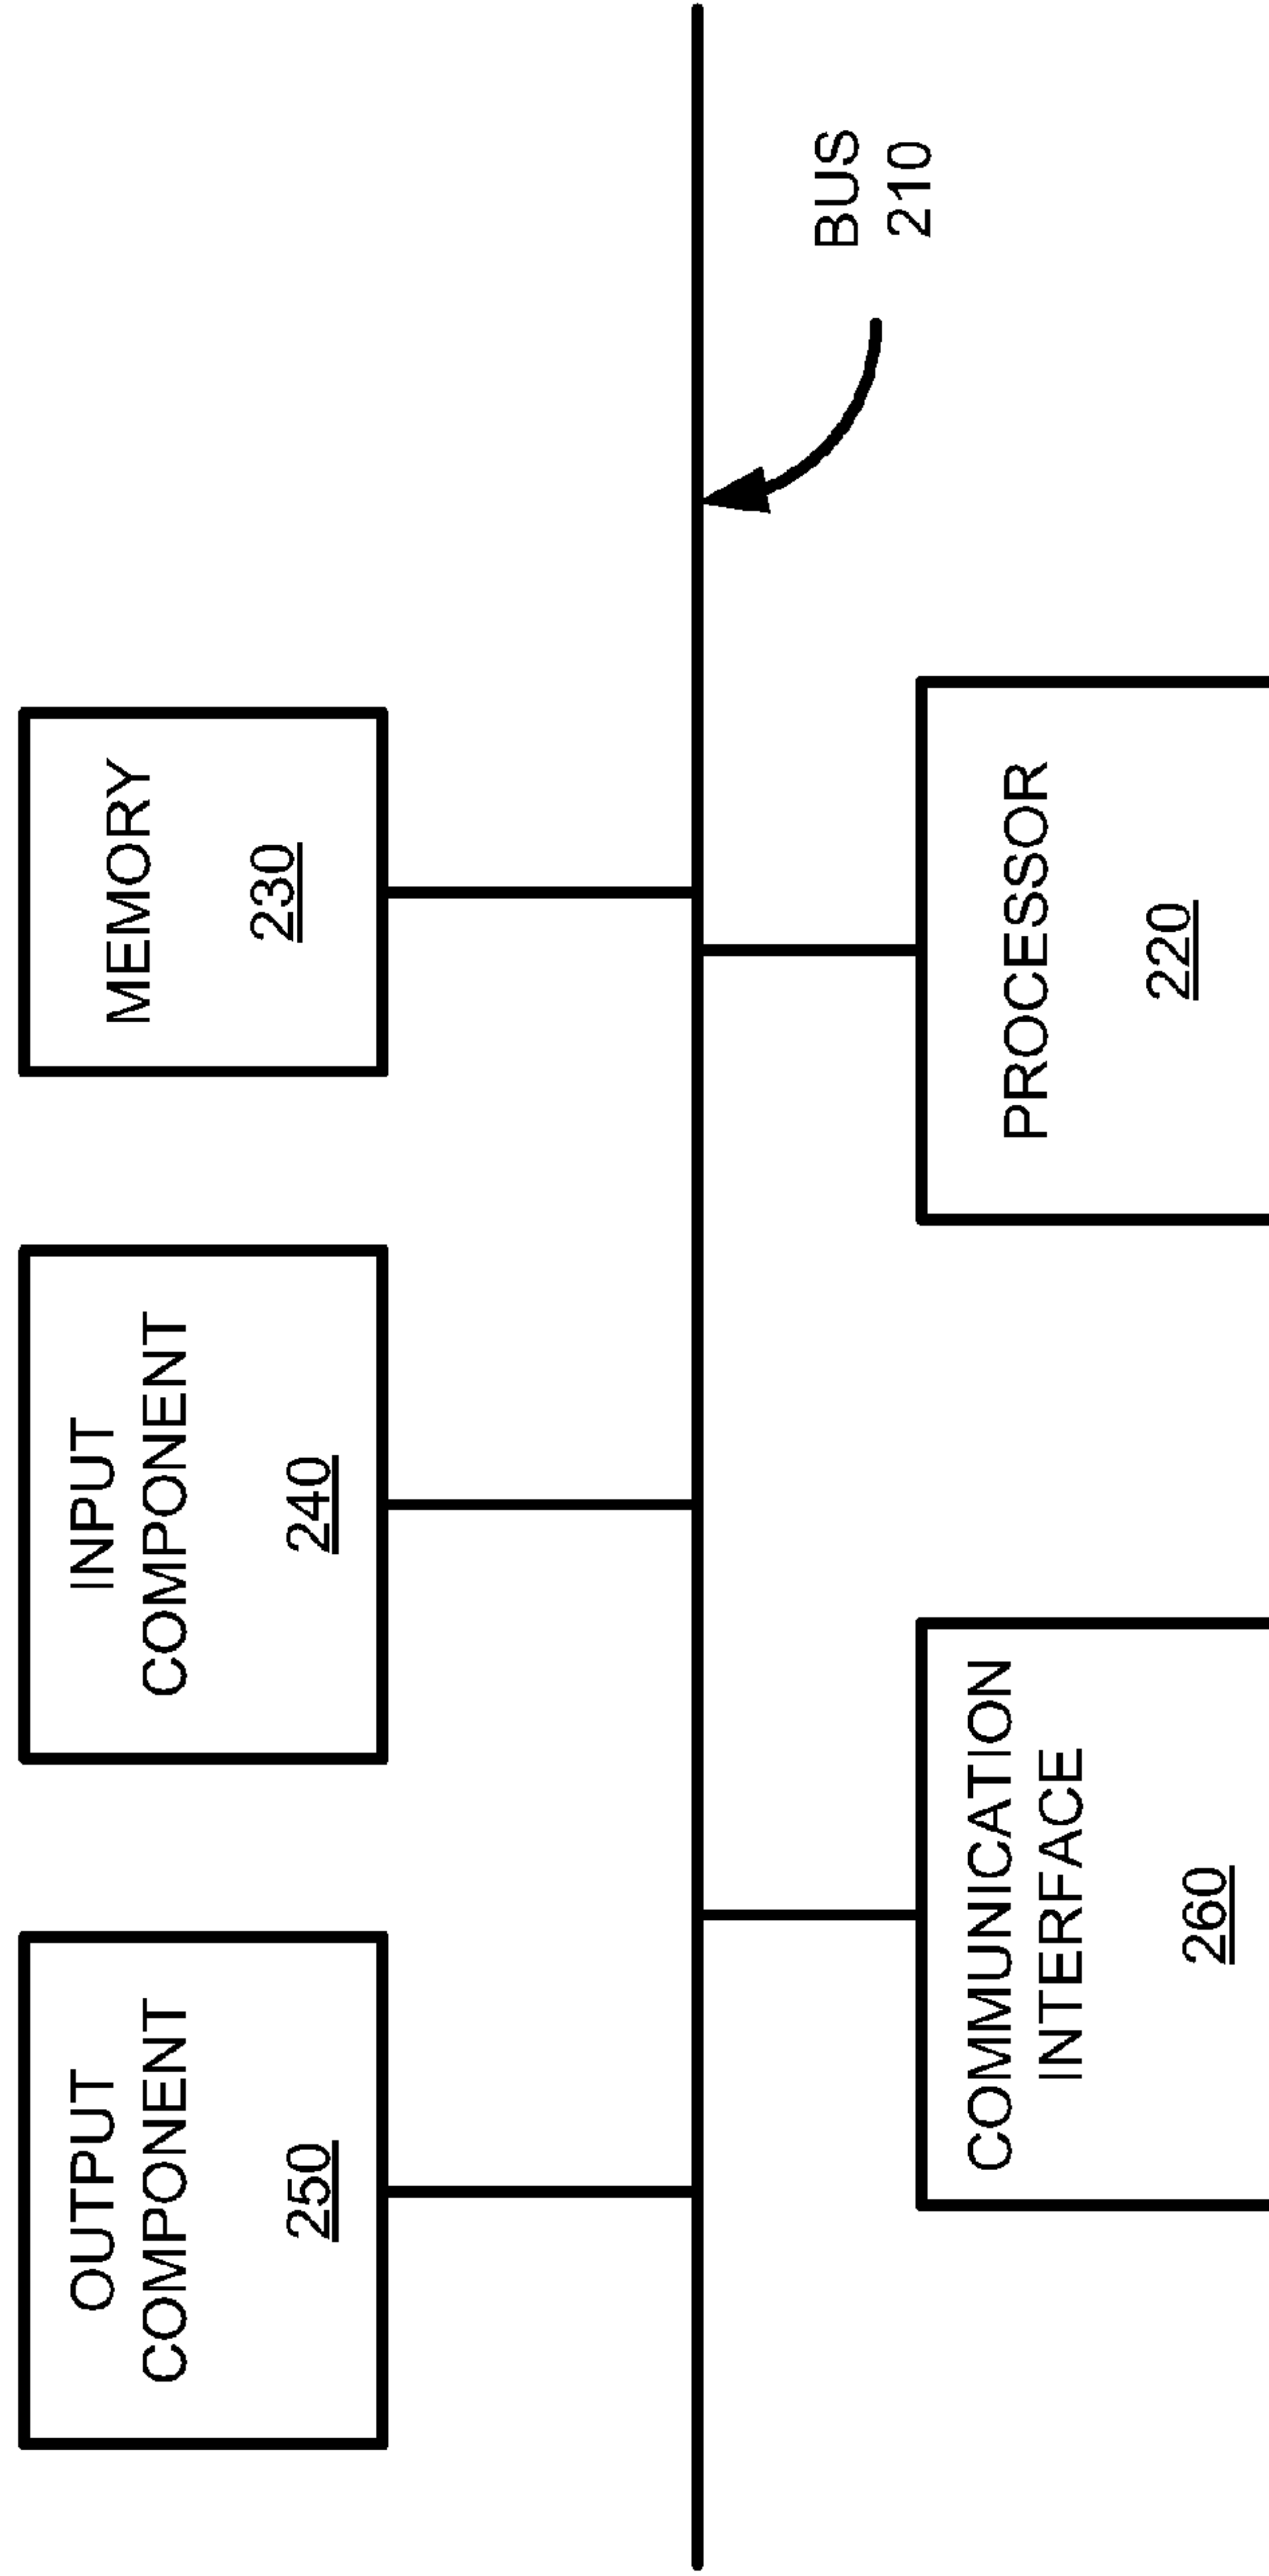 OUTPUT
COMPONENT
250
INPUT
COMPONENT
240
MEMORY
230
BUS
210
COMMUNICATION
INTERFACE
260
PROCESSOR
220